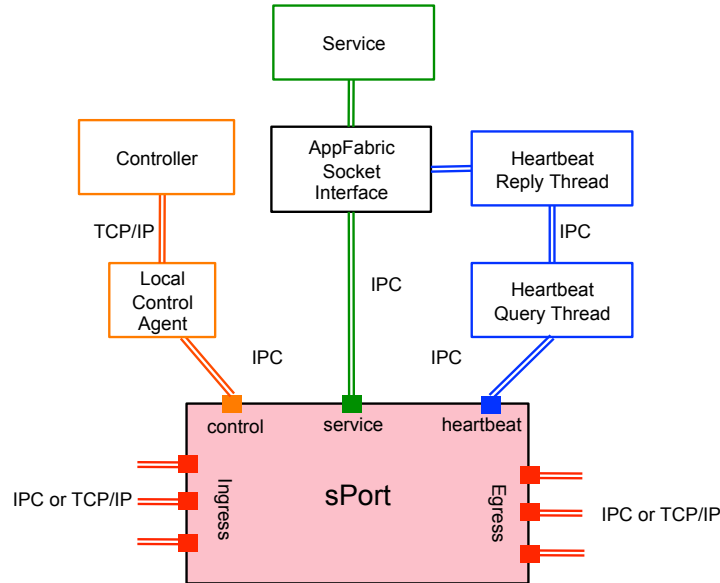 Service
Controller
AppFabric
Socket
Interface
Heartbeat
Reply Thread
TCP/IP
IPC
Local
Control
Agent
IPC
Heartbeat
Query Thread
IPC
IPC
control
service
heartbeat
Ingress
sPort
Egress
IPC or TCP/IP
IPC or TCP/IP